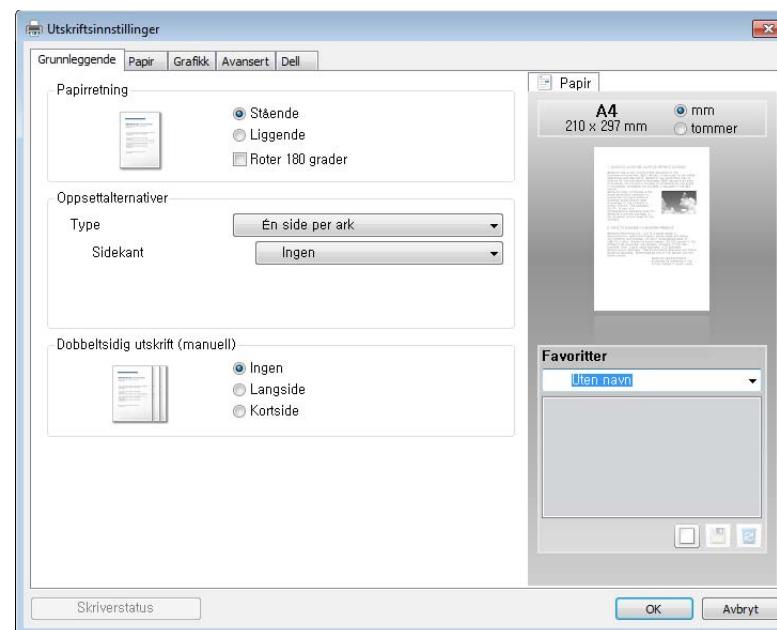 Utskriftsinnstillinger
Grunnleggende Papir Grafikk Avansert Dell
Papirretning
Stående
Liggende
Roter 180 grader
Oppsettalternativer
Type Én side per ark
Sidekant Ingen
Dobbeltsidig utskrift (manuell)
Ingen
Langside
Kortside
Papir
A4 mm
210 x 297 mm tommer
Favoritter
Uten navn
Skriverstatus OK Avbryt